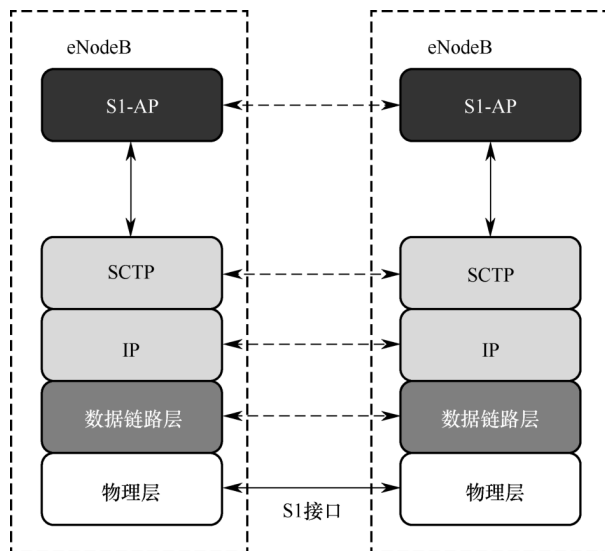 eNodeB eNodeB
S1-AP S1-AP
SCTP SCTP
IP IP
数据链路层 数据链路层
物理层 物理层
S1接口